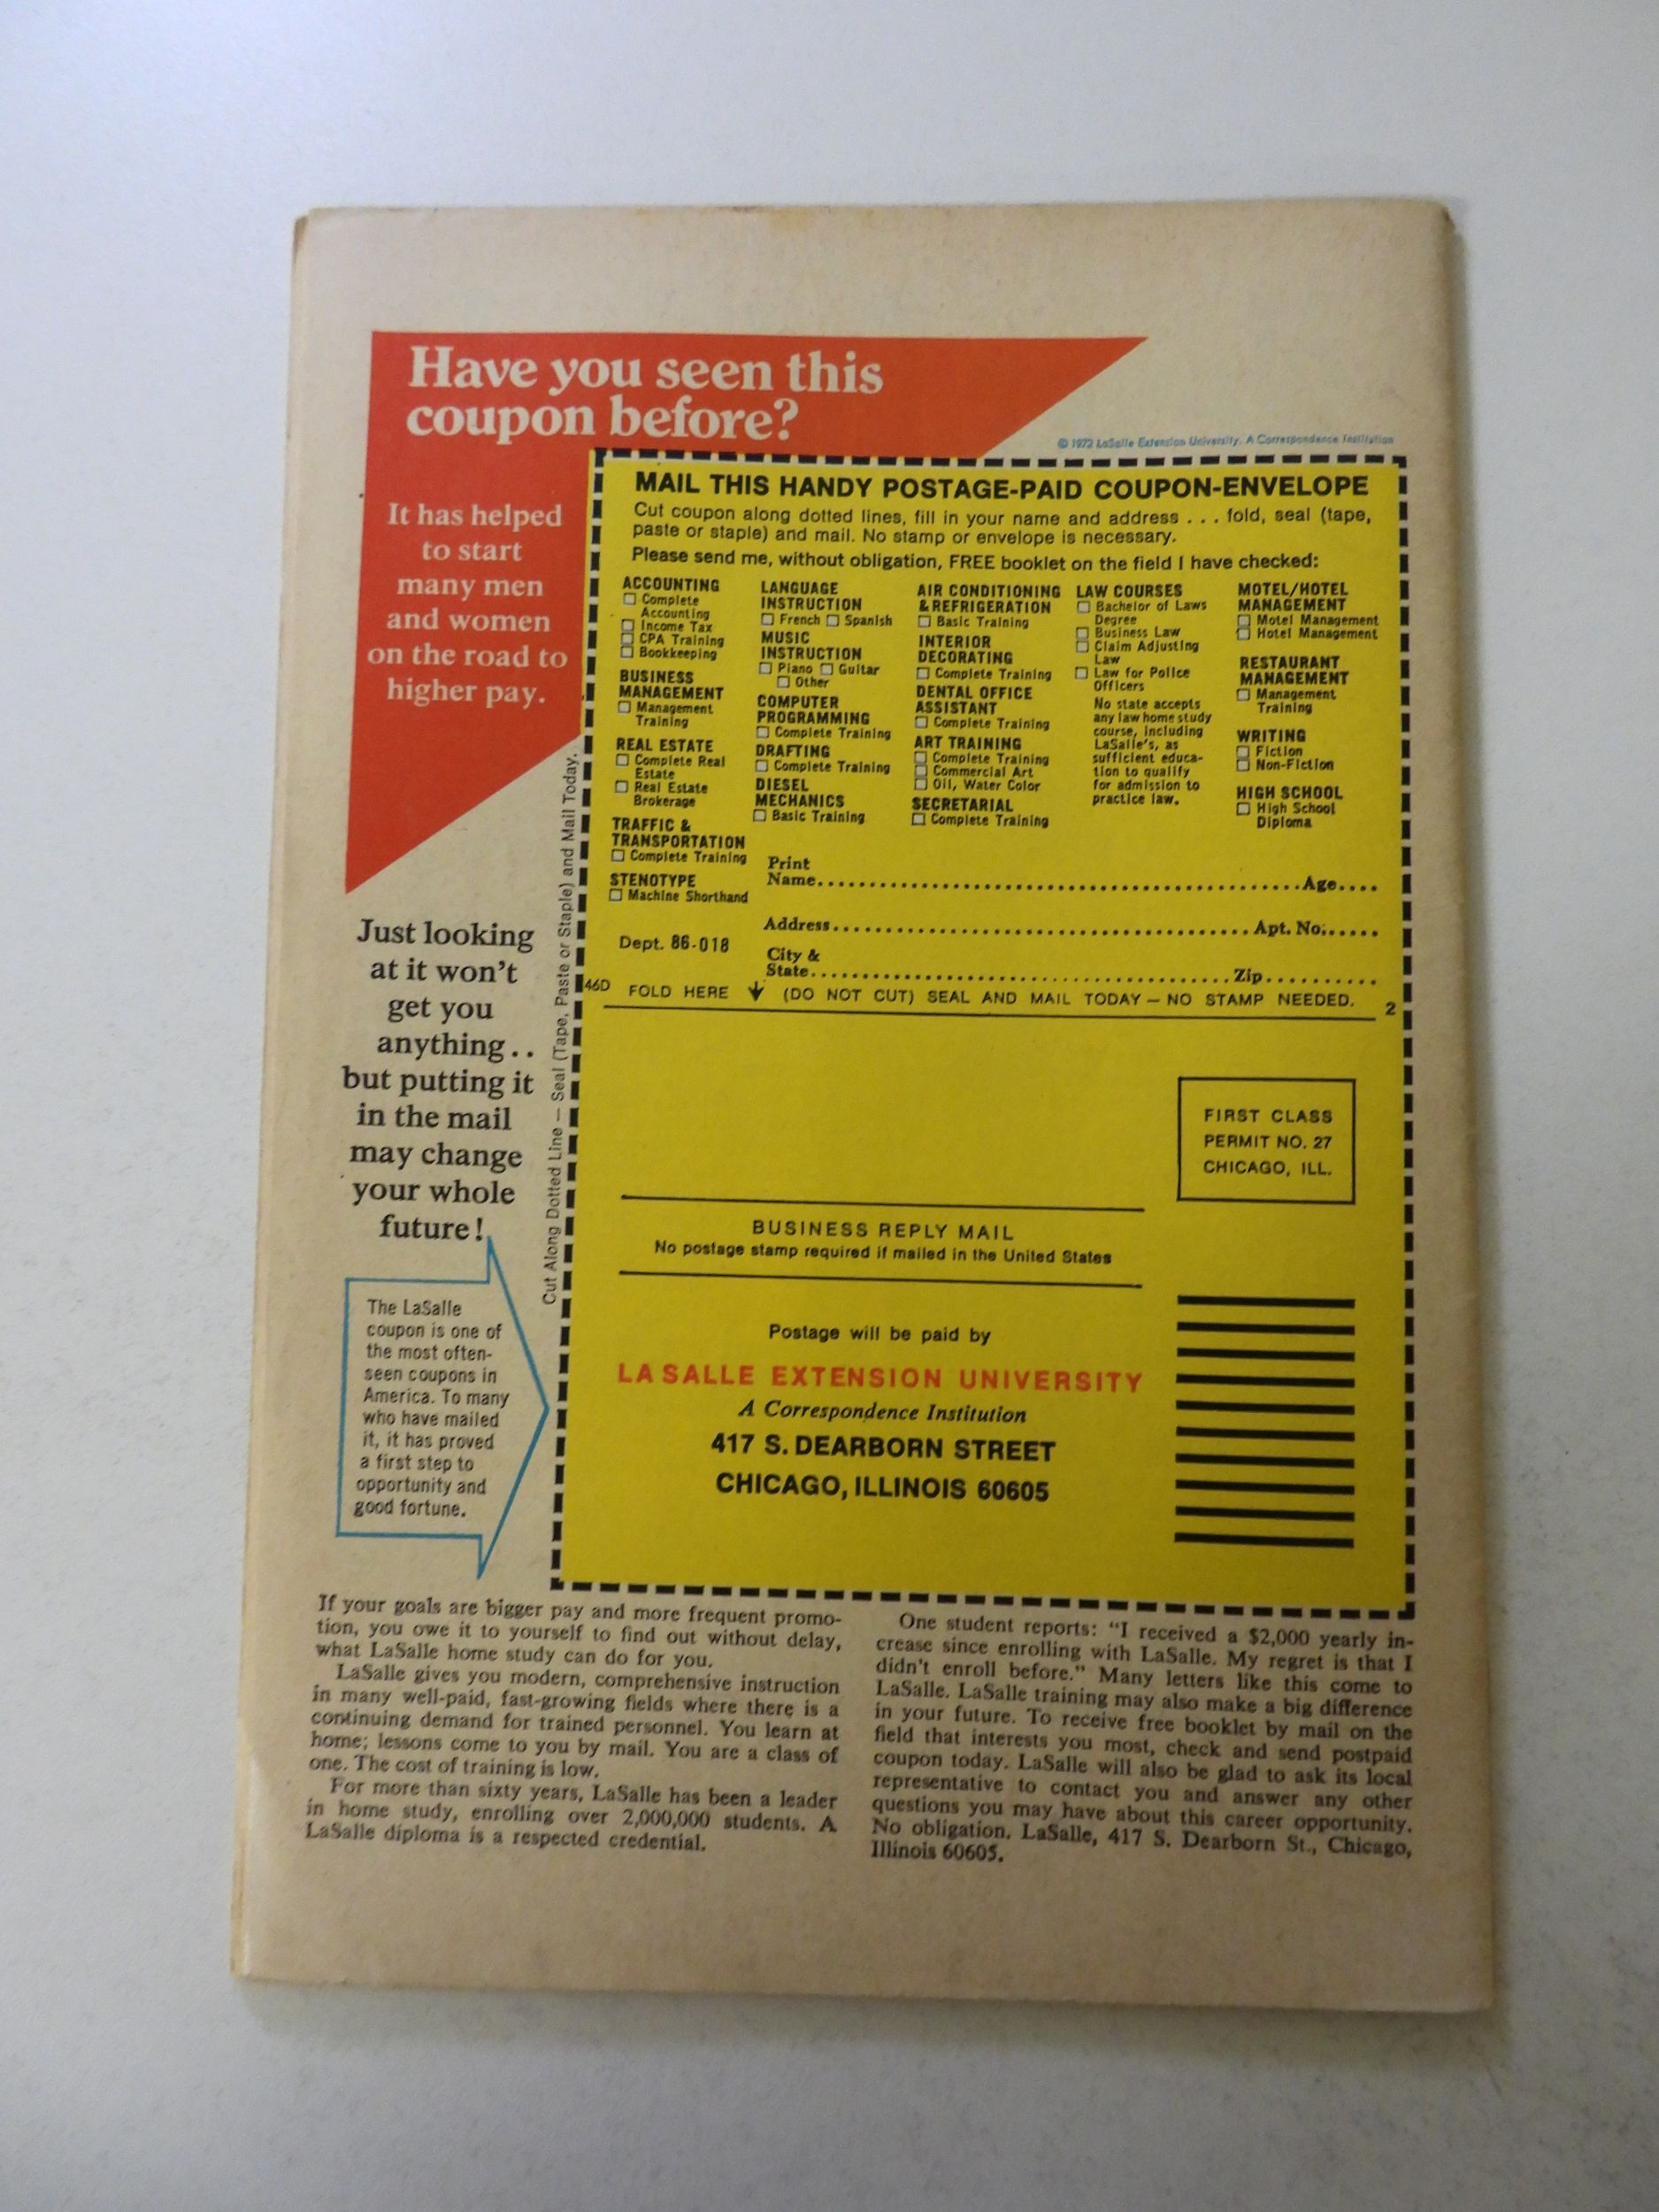 Have you seen this
coupon before?
It has helped
to start
many men
and women
on the road to
higher pay.
© 1972 LaSalle Extension University. A Correspondence Institution
MAIL THIS HANDY POSTAGE-PAID COUPON-ENVELOPE
Cut coupon along dotted lines, fill in your name and address . . . fold, seal (tape,
paste or staple) and mail. No stamp or envelope is necessary.
Please send me, without obligation, FREE booklet on the field I have checked:
ACCOUNTING
Complete
Accounting
Income Tax
CPA Training
Bookkeeping
BUSINESS
MANAGEMENT
Management
Training
REAL ESTATE
Complete Real
Estate
Real Estate
Brokerage
TRAFFIC &
TRANSPORTATION
Complete Training
STENOTYPE
Machine Shorthand
LANGUAGE
INSTRUCTION
French Spanish
MUSIC
INSTRUCTION
Piano Guitar
Other
COMPUTER
PROGRAMMING
Complete Training
DRAFTING
Complete Training
DIESEL
MECHANICS
Basic Training
AIR CONDITIONING
& REFRIGERATION
Basic Training
INTERIOR
DECORATING
Complete Training
DENTAL OFFICE
ASSISTANT
Complete Training
ART TRAINING
Complete Training
Commercial Art
Oil, Water Color
SECRETARIAL
Complete Training
LAW COURSES
Bachelor of Laws
Degree
Business Law
Claim Adjusting
Law
Law for Police
Officers
No state accepts
any law home study
course, including
LaSalle's, as
sufficient educa-
tion to qualify
for admission to
practice law.
MOTEL/HOTEL
MANAGEMENT
Motel Management
Hotel Management
RESTAURANT
MANAGEMENT
Management
Training
WRITING
Fiction
Non-Fiction
HIGH SCHOOL
High School
Diploma
Print
Name Age
Address Apt. No.
Dept. 86-018
City &
State Zip
46D FOLD HERE ↓ (DO NOT CUT) SEAL AND MAIL TODAY — NO STAMP NEEDED. 2
Cut Along Dotted Line — Seal (Tape, Paste or Staple) and Mail Today.
Just looking
at it won't
get you
anything..
but putting it
in the mail
may change
your whole
future!
The LaSalle
coupon is one of
the most often-
seen coupons in
America. To many
who have mailed
it, it has proved
a first step to
opportunity and
good fortune.
FIRST CLASS
PERMIT NO. 27
CHICAGO, ILL.
BUSINESS REPLY MAIL
No postage stamp required if mailed in the United States
Postage will be paid by
LA SALLE EXTENSION UNIVERSITY
A Correspondence Institution
417 S. DEARBORN STREET
CHICAGO, ILLINOIS 60605
If your goals are bigger pay and more frequent promo-
tion, you owe it to yourself to find out without delay,
what LaSalle home study can do for you.
LaSalle gives you modern, comprehensive instruction
in many well-paid, fast-growing fields where there is a
continuing demand for trained personnel. You learn at
home; lessons come to you by mail. You are a class of
one. The cost of training is low.
For more than sixty years, LaSalle has been a leader
in home study, enrolling over 2,000,000 students. A
LaSalle diploma is a respected credential.
One student reports: "I received a $2,000 yearly in-
crease since enrolling with LaSalle. My regret is that I
didn't enroll before." Many letters like this come to
LaSalle. LaSalle training may also make a big difference
in your future. To receive free booklet by mail on the
field that interests you most, check and send postpaid
coupon today. LaSalle will also be glad to ask its local
representative to contact you and answer any other
questions you may have about this career opportunity.
No obligation. LaSalle, 417 S. Dearborn St., Chicago,
Illinois 60605.